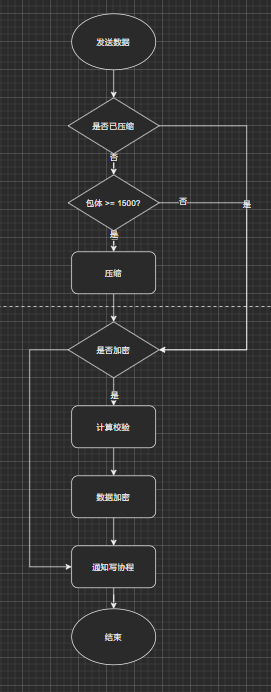 发送数据
是否已压缩
否
包体 >= 1500?
否
是
是
压缩
是否加密
是
计算校验
数据加密
通知写协程
结束